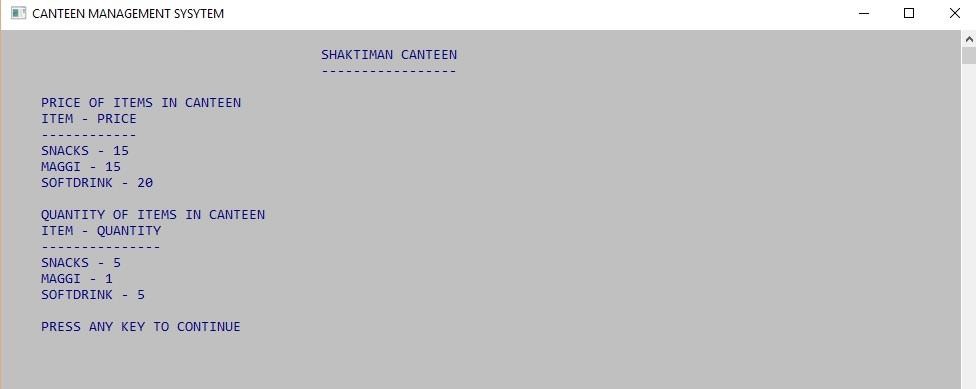 CANTEEN MANAGEMENT SYSYTEM
SHAKTIMAN CANTEEN
-----------------
PRICE OF ITEMS IN CANTEEN
ITEM - PRICE
------------
SNACKS - 15
MAGGI - 15
SOFTDRINK - 20
QUANTITY OF ITEMS IN CANTEEN
ITEM - QUANTITY
---------------
SNACKS - 5
MAGGI - 1
SOFTDRINK - 5
PRESS ANY KEY TO CONTINUE